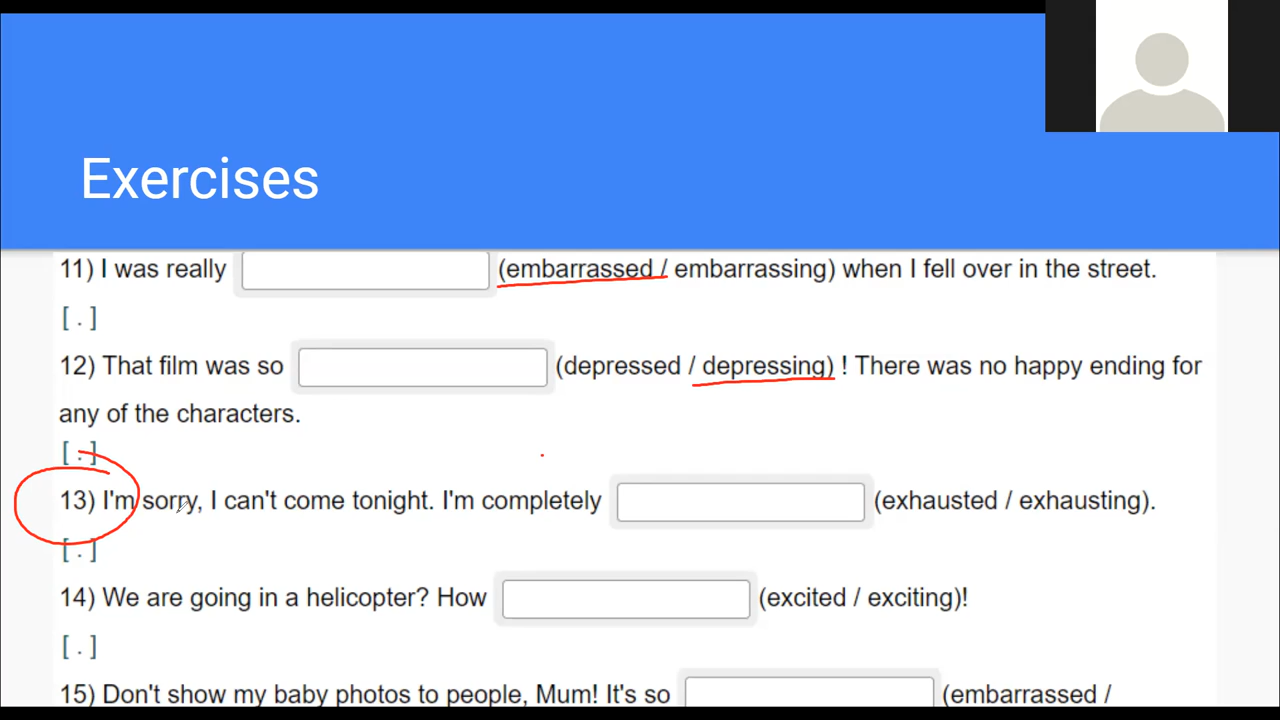 Exercises
11) I was really (embarrassed / embarrassing) when I fell over in the street.
[ . ]
12) That film was so (depressed / depressing) ! There was no happy ending for
any of the characters.
[ . ]
13) I'm sorry, I can't come tonight. I'm completely (exhausted / exhausting).
[ . ]
14) We are going in a helicopter? How (excited / exciting)!
[ . ]
15) Don't show my baby photos to people, Mum! It's so (embarrassed /